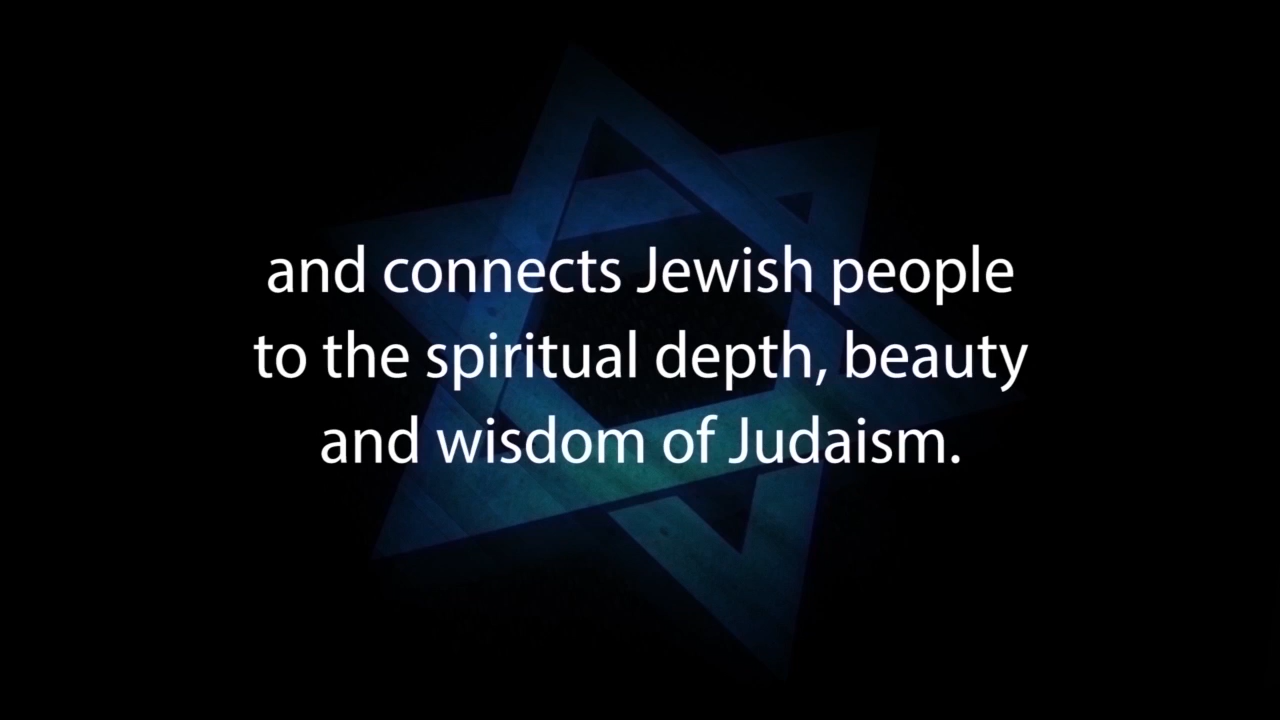 and connects Jewish people
to the spiritual depth, beauty
and wisdom of Judaism.